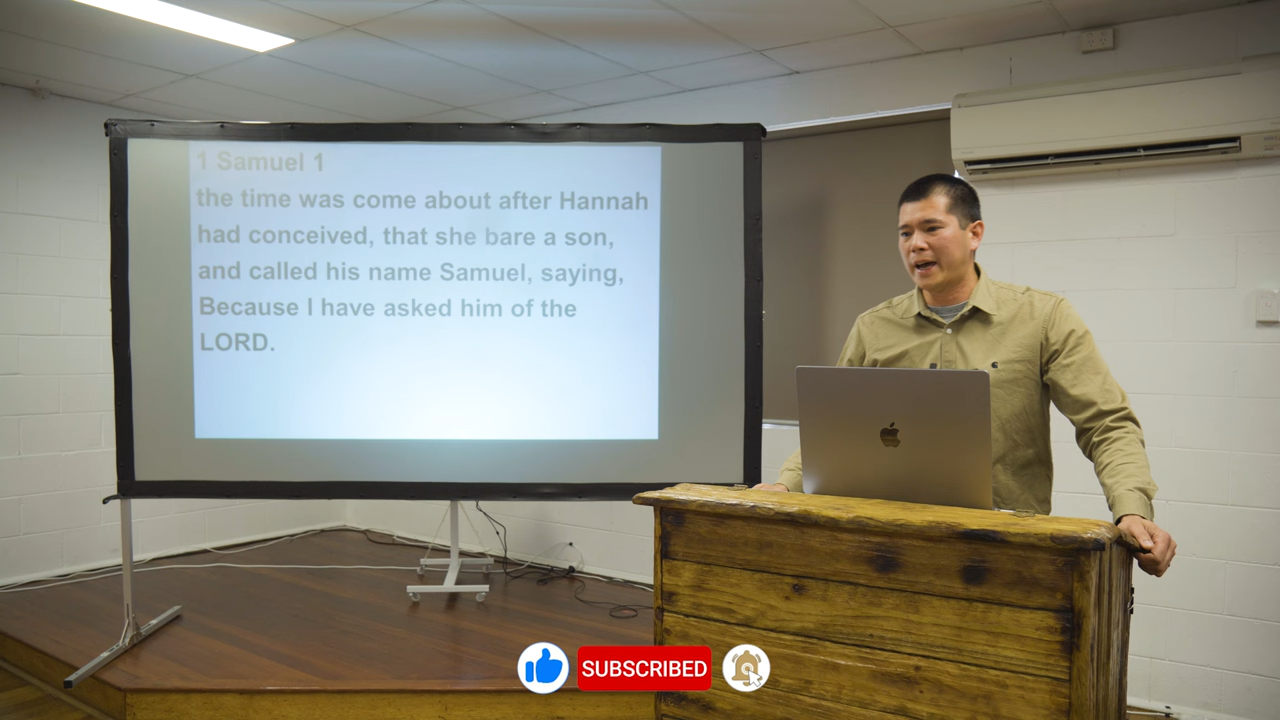 1 Samuel 1
the time was come about after Hannah
had conceived, that she bare a son,
and called his name Samuel, saying,
Because I have asked him of the
LORD.
SUBSCRIBED